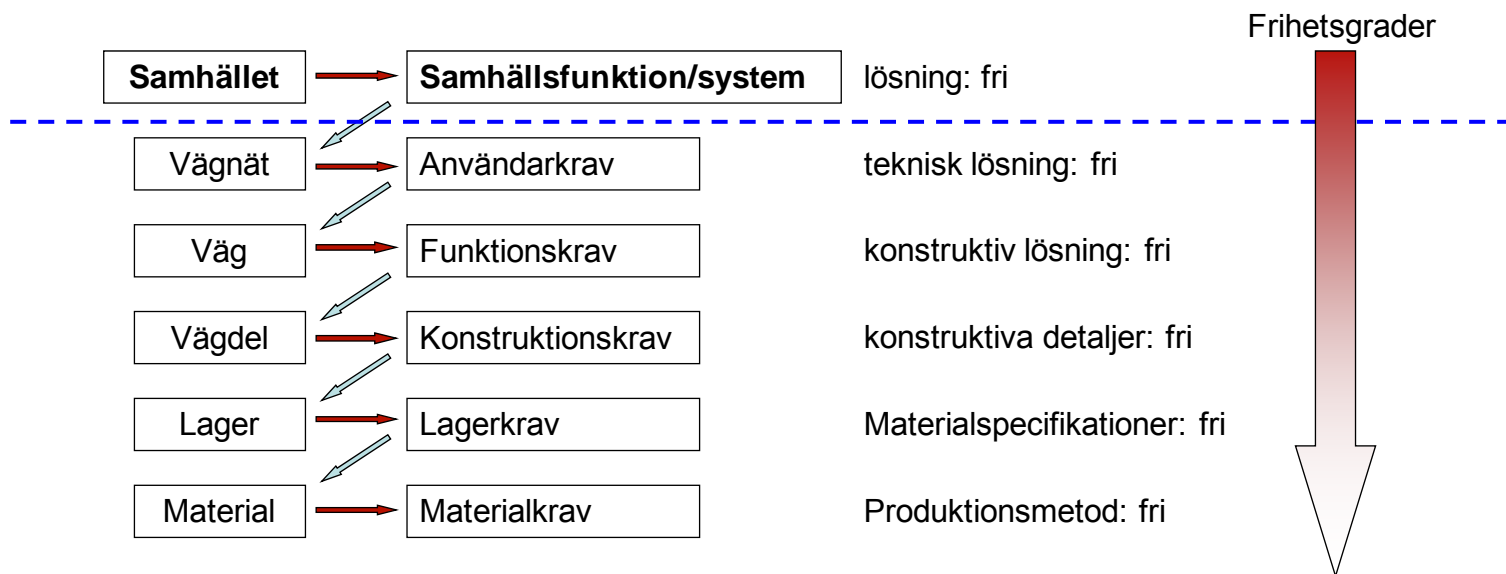 Frihetsgrader
Samhället Samhällsfunktion/system lösning: fri
Vägnät Användarkrav teknisk lösning: fri
Väg Funktionskrav konstruktiv lösning: fri
Vägdel Konstruktionskrav konstruktiva detaljer: fri
Lager Lagerkrav Materialspecifikationer: fri
Material Materialkrav Produktionsmetod: fri